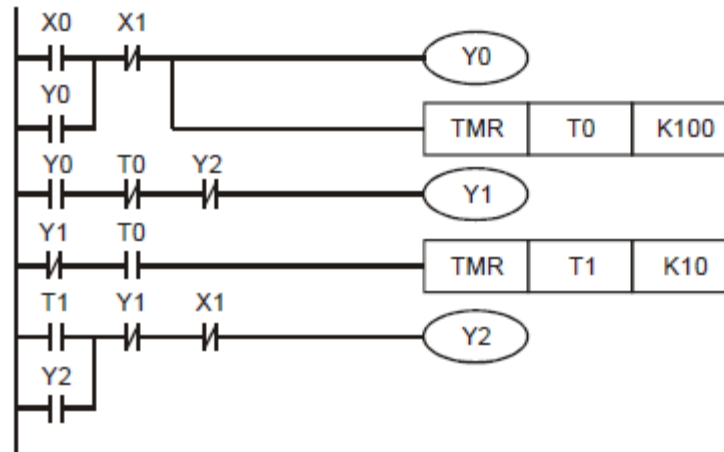 X0 X1
Y0
Y0
TMR T0 K100
Y0 T0 Y2
Y1
Y1 T0
TMR T1 K10
T1 Y1 X1
Y2
Y2